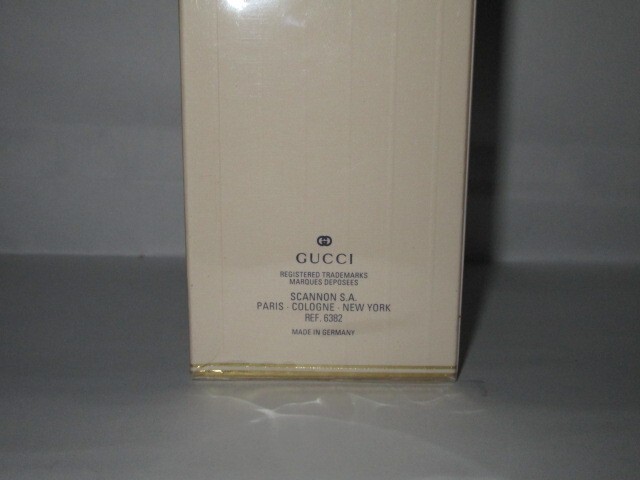 GUCCI
REGISTERED TRADEMARKS
MARQUES DEPOSEES
SCANNON S.A.
PARIS - COLOGNE - NEW YORK
REF. 6382
MADE IN GERMANY